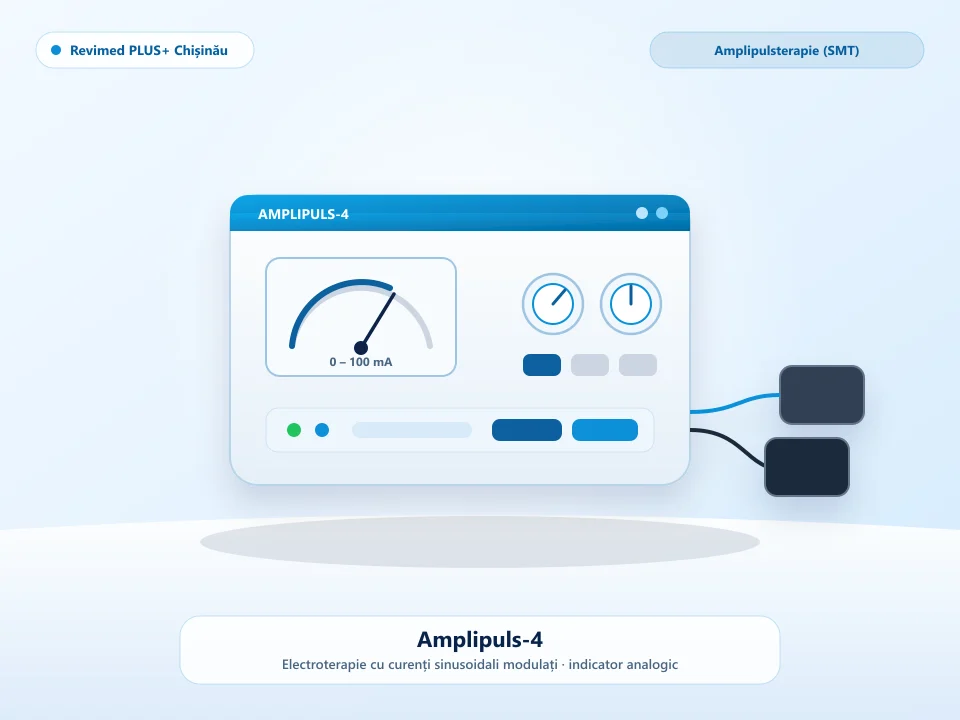 Revimed PLUS+ Chișinău
Amplipulsterapie (SMT)
AMPLIPULS-4
0 – 100 mA
Amplipuls-4
Electroterapie cu curenți sinusoidali modulați · indicator analogic